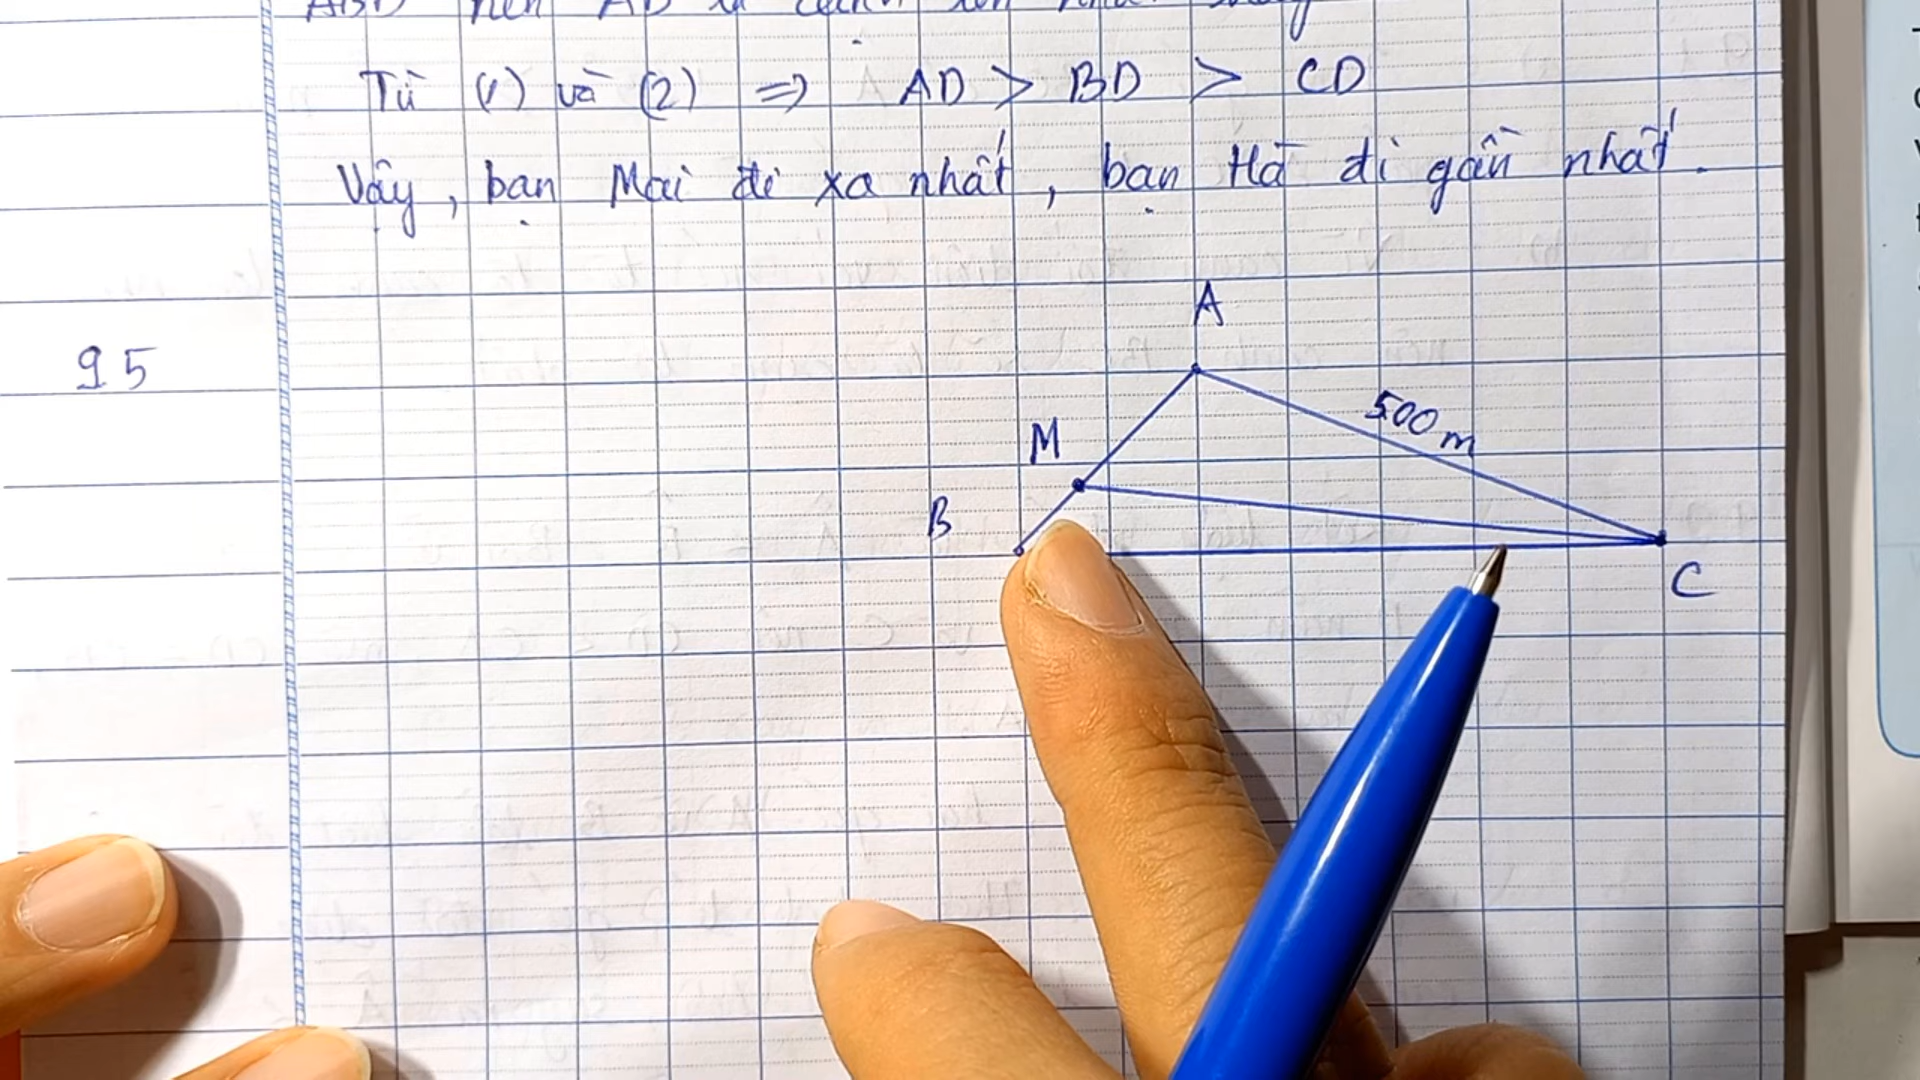 Từ (1) và (2) ⇒ AD > BD > CD
Vậy, bạn Mai đi xa nhất, bạn Hà đi gần nhất.
A
95
500 m
M
B
C